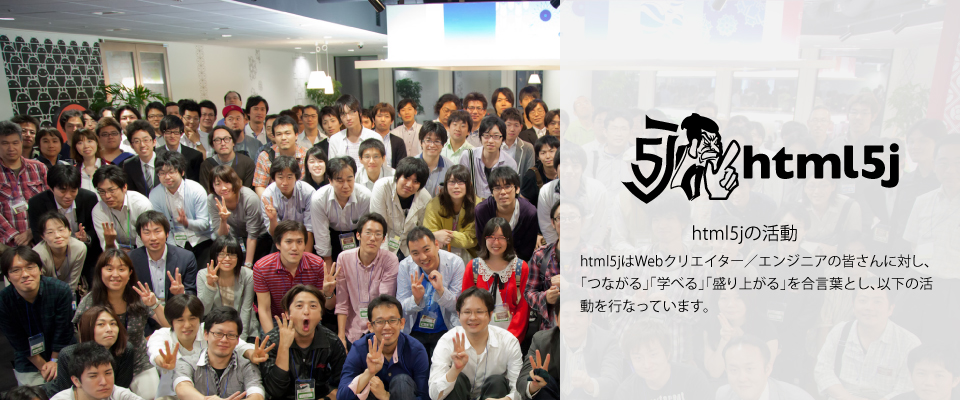 5J html5j
html5jの活動
html5jはWebクリエイター／エンジニアの皆さんに対し、
「つながる」「学べる」「盛り上がる」を合言葉とし、以下の活
動を行なっています。